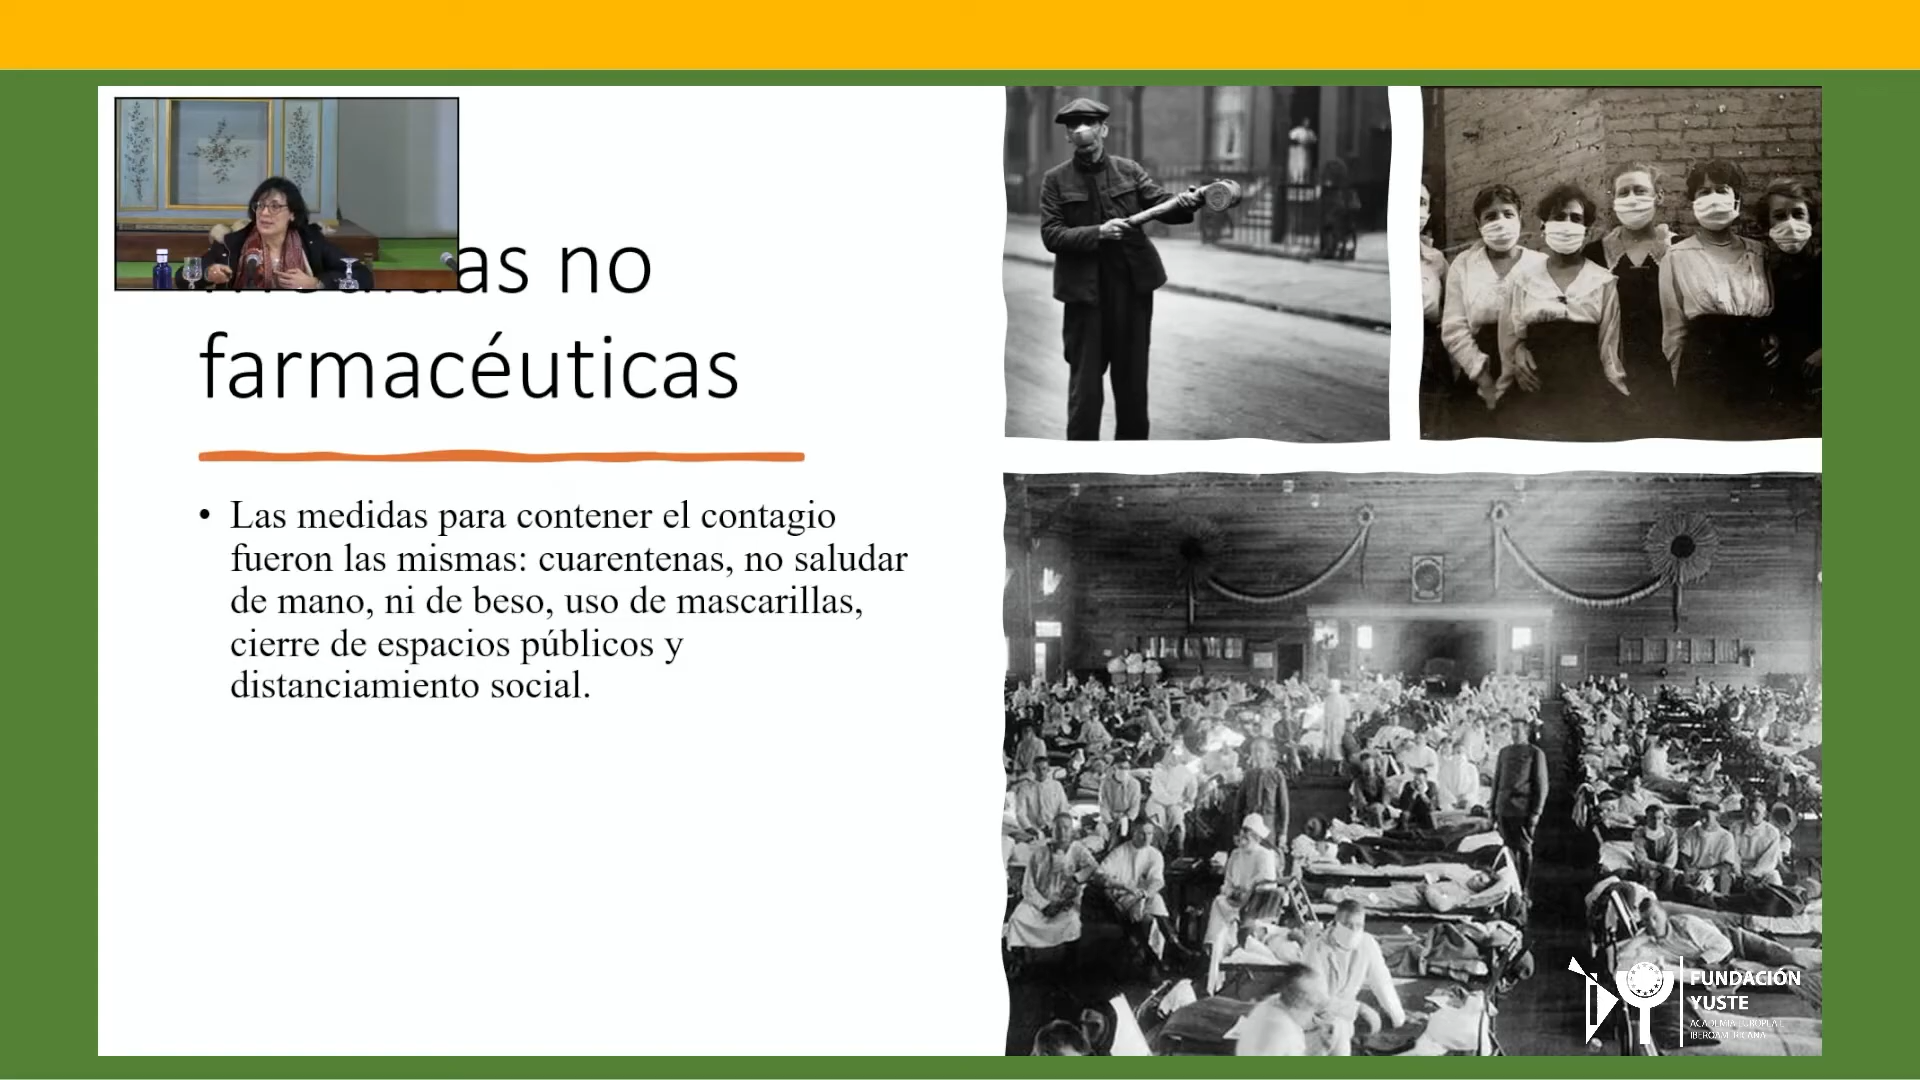 as no
farmacéuticas
• Las medidas para contener el contagio
fueron las mismas: cuarentenas, no saludar
de mano, ni de beso, uso de mascarillas,
cierre de espacios públicos y
distanciamiento social.
FUNDACIÓN
YUSTE